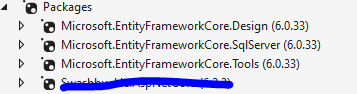 Packages
Microsoft.EntityFrameworkCore.Design (6.0.33)
Microsoft.EntityFrameworkCore.SqlServer (6.0.33)
Microsoft.EntityFrameworkCore.Tools (6.0.33)